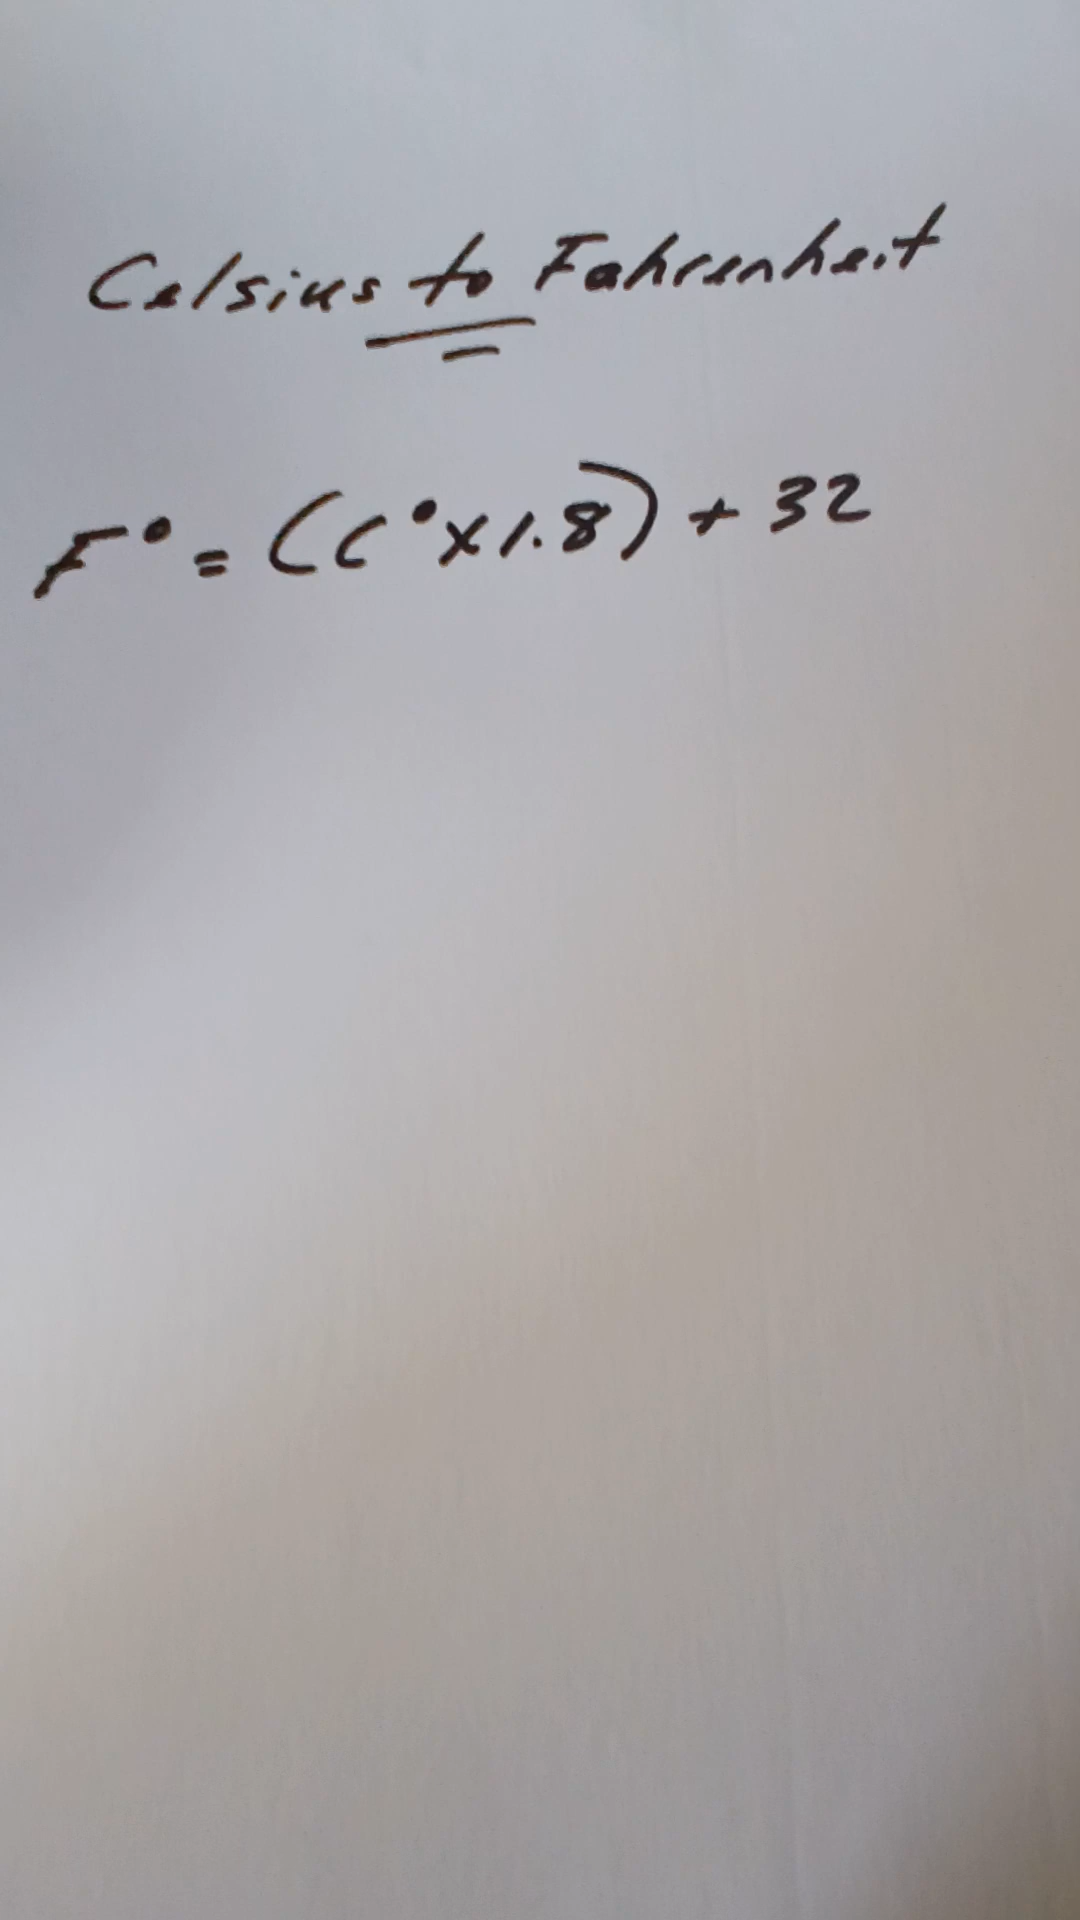 Celsius to Fahrenheit
F° = (C° x 1.8) + 32